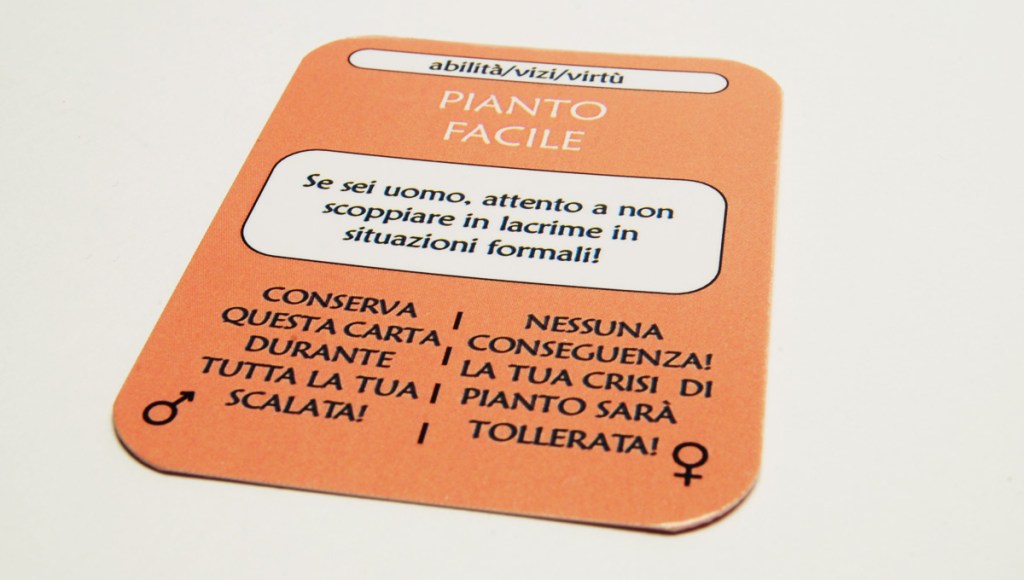 abilità/vizi/virtù
PIANTO
FACILE
Se sei uomo, attento a non
scoppiare in lacrime in
situazioni formali!
CONSERVA
QUESTA CARTA
DURANTE
TUTTA LA TUA
SCALATA!
NESSUNA
CONSEGUENZA!
LA TUA CRISI DI
PIANTO SARÀ
TOLLERATA!